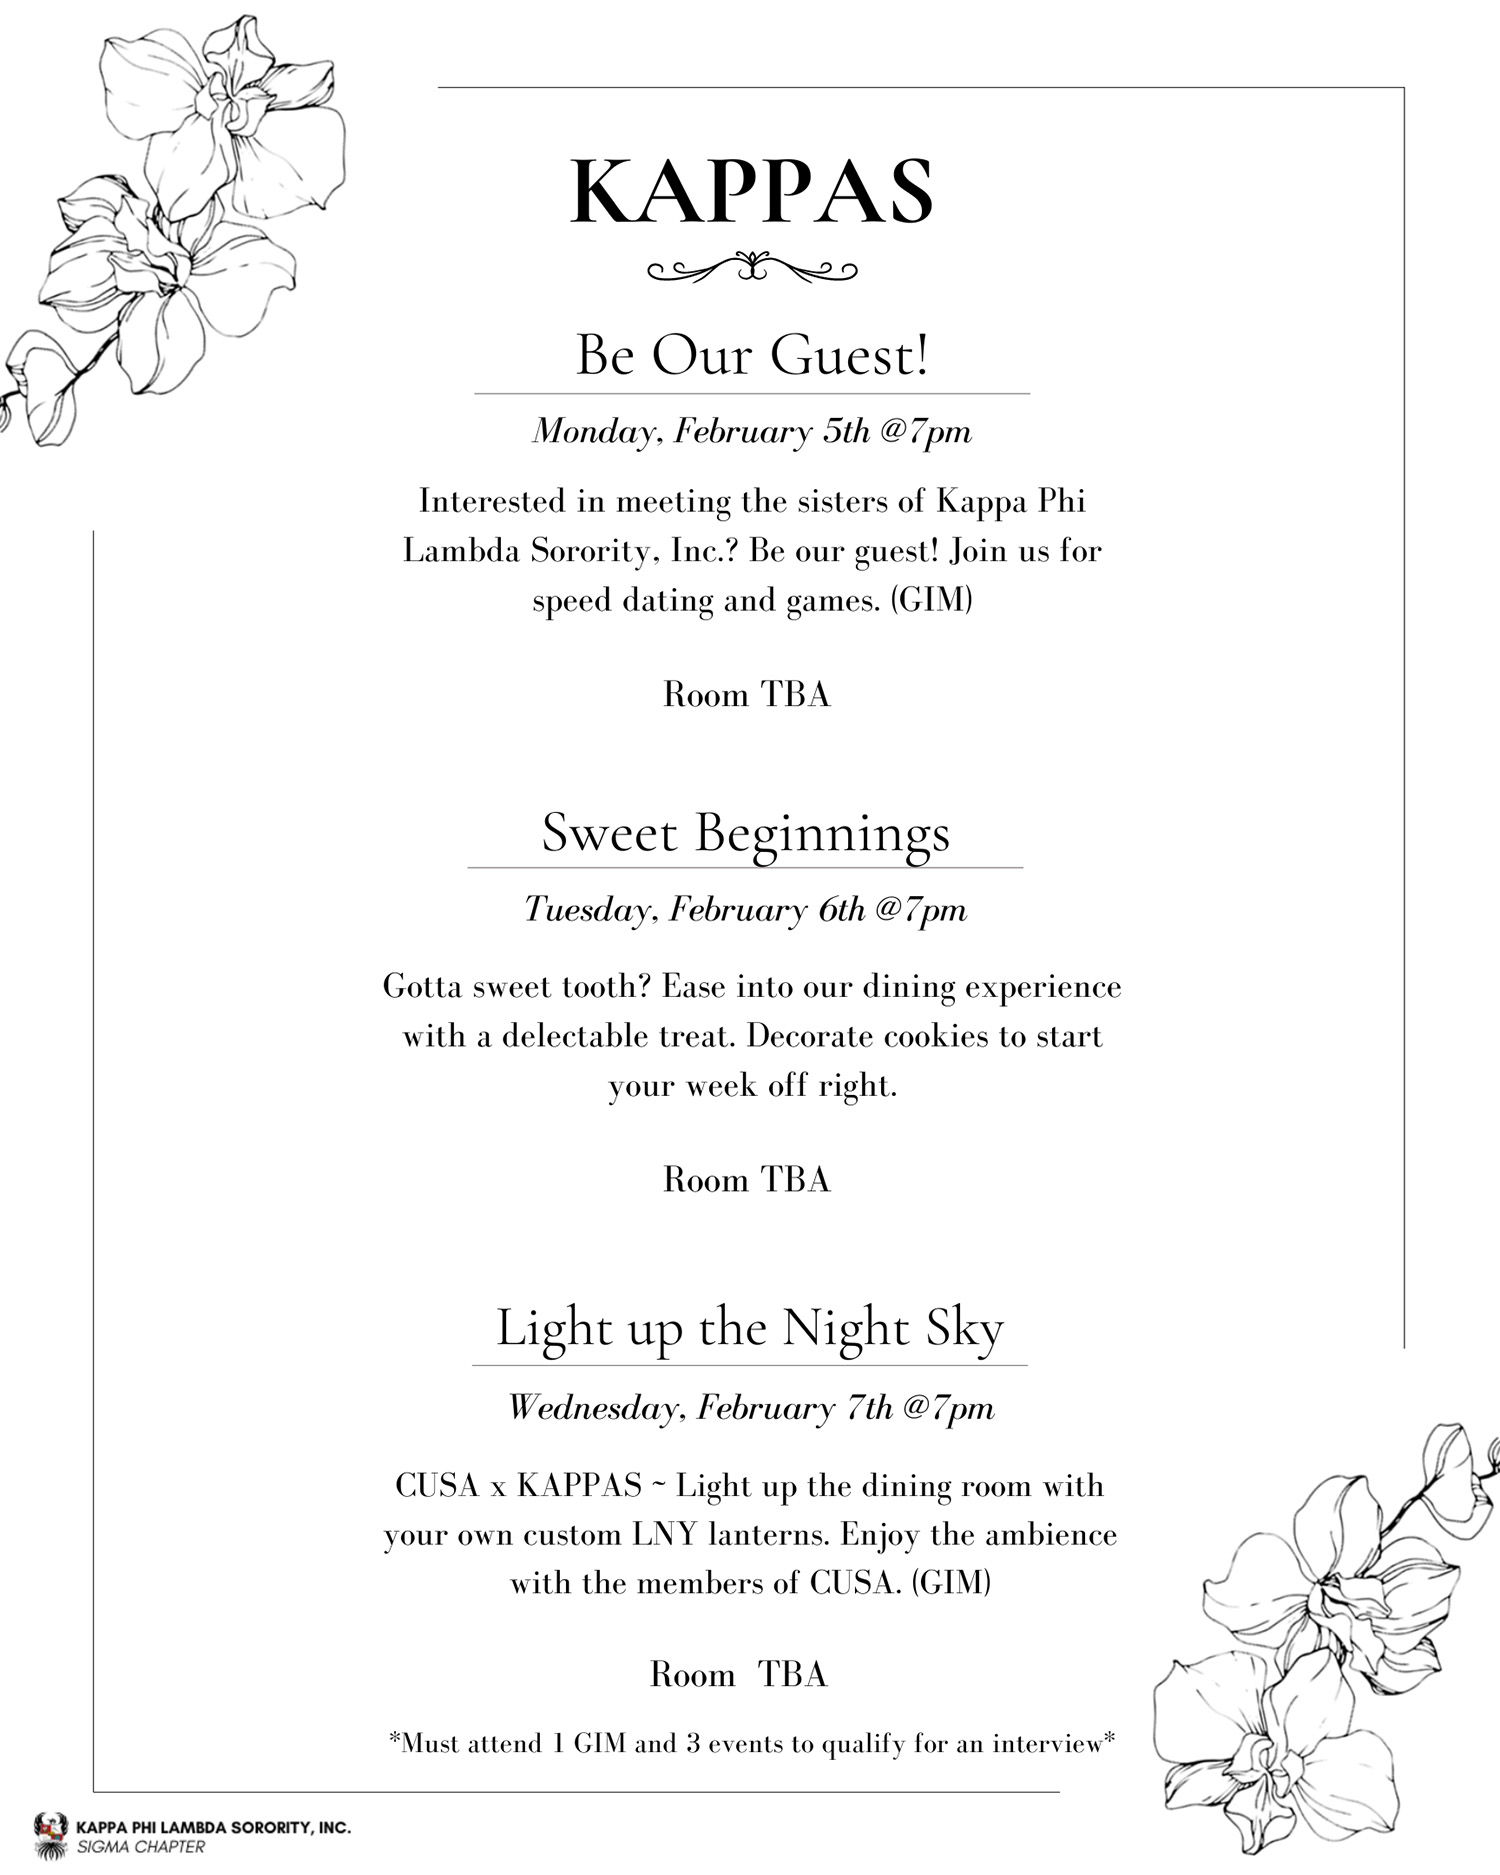 KAPPAS
Be Our Guest!
Monday, February 5th @7pm
Interested in meeting the sisters of Kappa Phi
Lambda Sorority, Inc.? Be our guest! Join us for
speed dating and games. (GIM)
Room TBA
Sweet Beginnings
Tuesday, February 6th @7pm
Gotta sweet tooth? Ease into our dining experience
with a delectable treat. Decorate cookies to start
your week off right.
Room TBA
Light up the Night Sky
Wednesday, February 7th @7pm
CUSA x KAPPAS ~ Light up the dining room with
your own custom LNY lanterns. Enjoy the ambience
with the members of CUSA. (GIM)
Room TBA
*Must attend 1 GIM and 3 events to qualify for an interview*
KAPPA PHI LAMBDA SORORITY, INC.
SIGMA CHAPTER